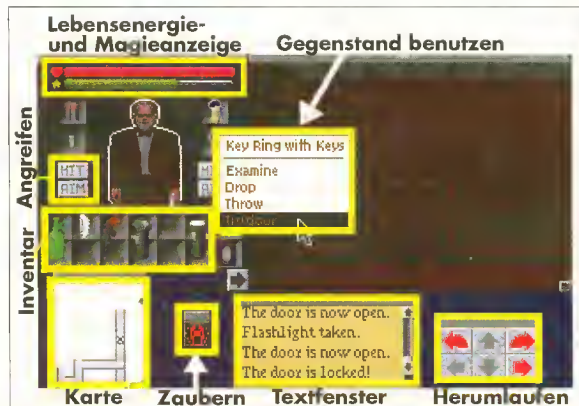 Lebensenergie-
und Magieanzeige
Gegenstand benutzen
Angreifen
HIT
AIM
Inventar
Key Ring with Keys
Examine
Drop
Throw
The door is now open.
Flashlight taken.
The door is now open.
The door is locked!
Karte
Zaubern
Textfenster
Herumlaufen